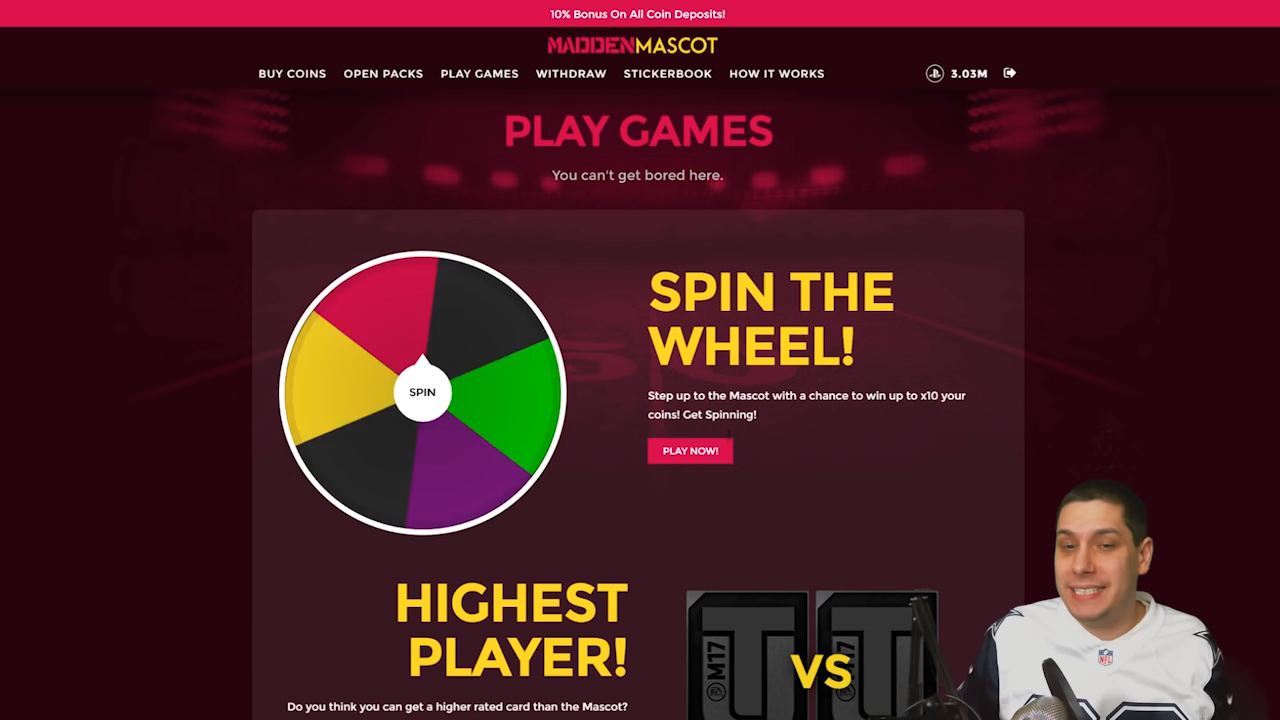 10% Bonus On All Coin Deposits!
MADDENMASCOT
BUY COINS OPEN PACKS PLAY GAMES WITHDRAW STICKERBOOK HOW IT WORKS 3.03M
PLAY GAMES
You can't get bored here.
SPIN
SPIN THE
WHEEL!
Step up to the Mascot with a chance to win up to x10 your
coins! Get Spinning!
PLAY NOW!
HIGHEST
PLAYER!
Do you think you can get a higher rated card than the Mascot?
EA M17
VS
NFL